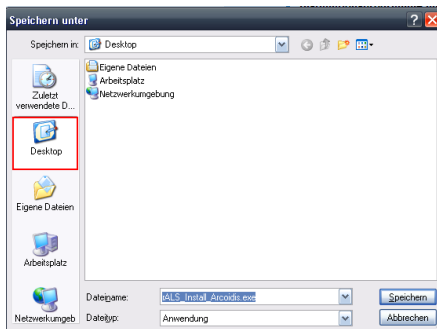 Speichern unter
Speichern in:
Desktop
Zuletzt
verwendete D...
Desktop
Eigene Dateien
Arbeitsplatz
Netzwerkumgeb
Eigene Dateien
Arbeitsplatz
Netzwerkumgebung
Dateiname:
iALS_Install_Arcoidis.exe
Speichern
Dateityp:
Anwendung
Abbrechen